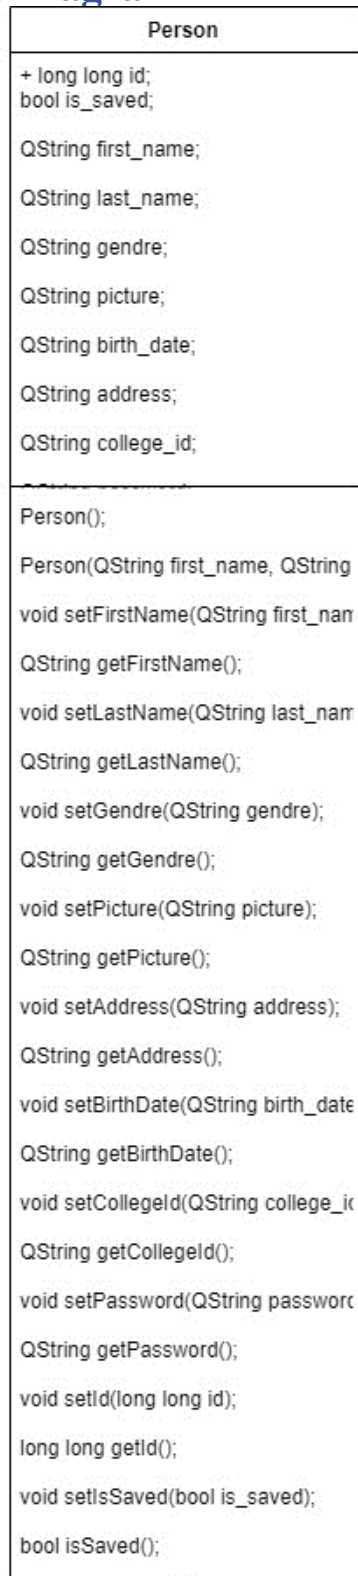 Person
+ long long id;
bool is_saved;
QString first_name;
QString last_name;
QString gendre;
QString picture;
QString birth_date;
QString address;
QString college_id;
Person();
Person(QString first_name, QString
void setFirstName(QString first_nam
QString getFirstName();
void setLastName(QString last_nam
QString getLastName();
void setGendre(QString gendre);
QString getGendre();
void setPicture(QString picture);
QString getPicture();
void setAddress(QString address);
QString getAddress();
void setBirthDate(QString birth_date
QString getBirthDate();
void setCollegeId(QString college_id
QString getCollegeId();
void setPassword(QString password
QString getPassword();
void setId(long long id);
long long getId();
void setIsSaved(bool is_saved);
bool isSaved();